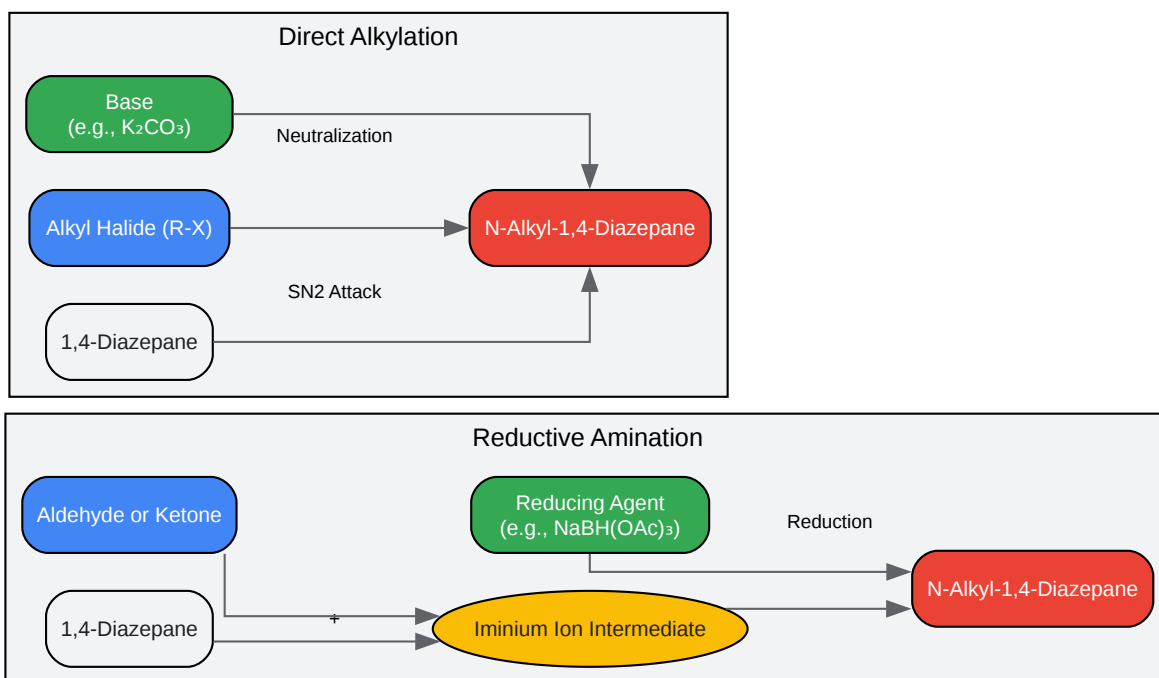 Direct Alkylation
Base
(e.g., K₂CO₃)
Neutralization
Alkyl Halide (R-X)
N-Alkyl-1,4-Diazepane
SN2 Attack
1,4-Diazepane
Reductive Amination
Aldehyde or Ketone
Reducing Agent
(e.g., NaBH(OAc)₃)
Reduction
N-Alkyl-1,4-Diazepane
1,4-Diazepane
+
Iminium Ion Intermediate